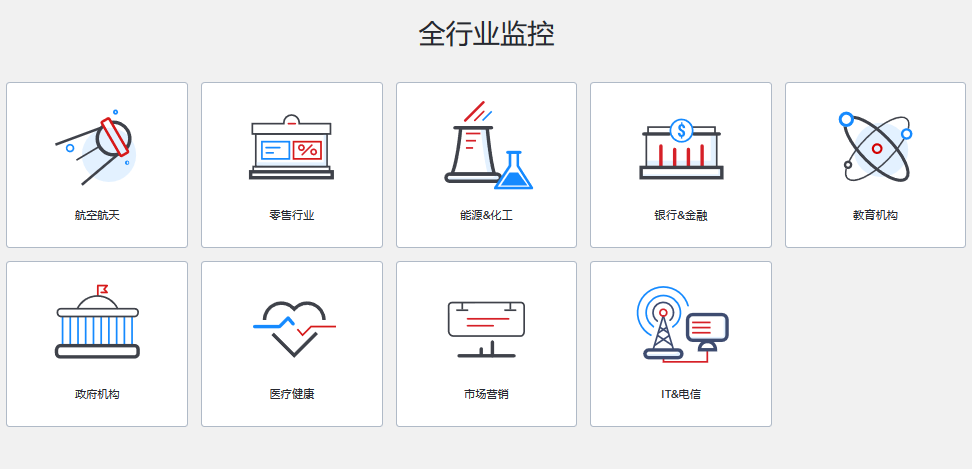 全行业监控
航空航天
零售行业
能源&化工
银行&金融
教育机构
政府机构
医疗健康
市场营销
IT&电信